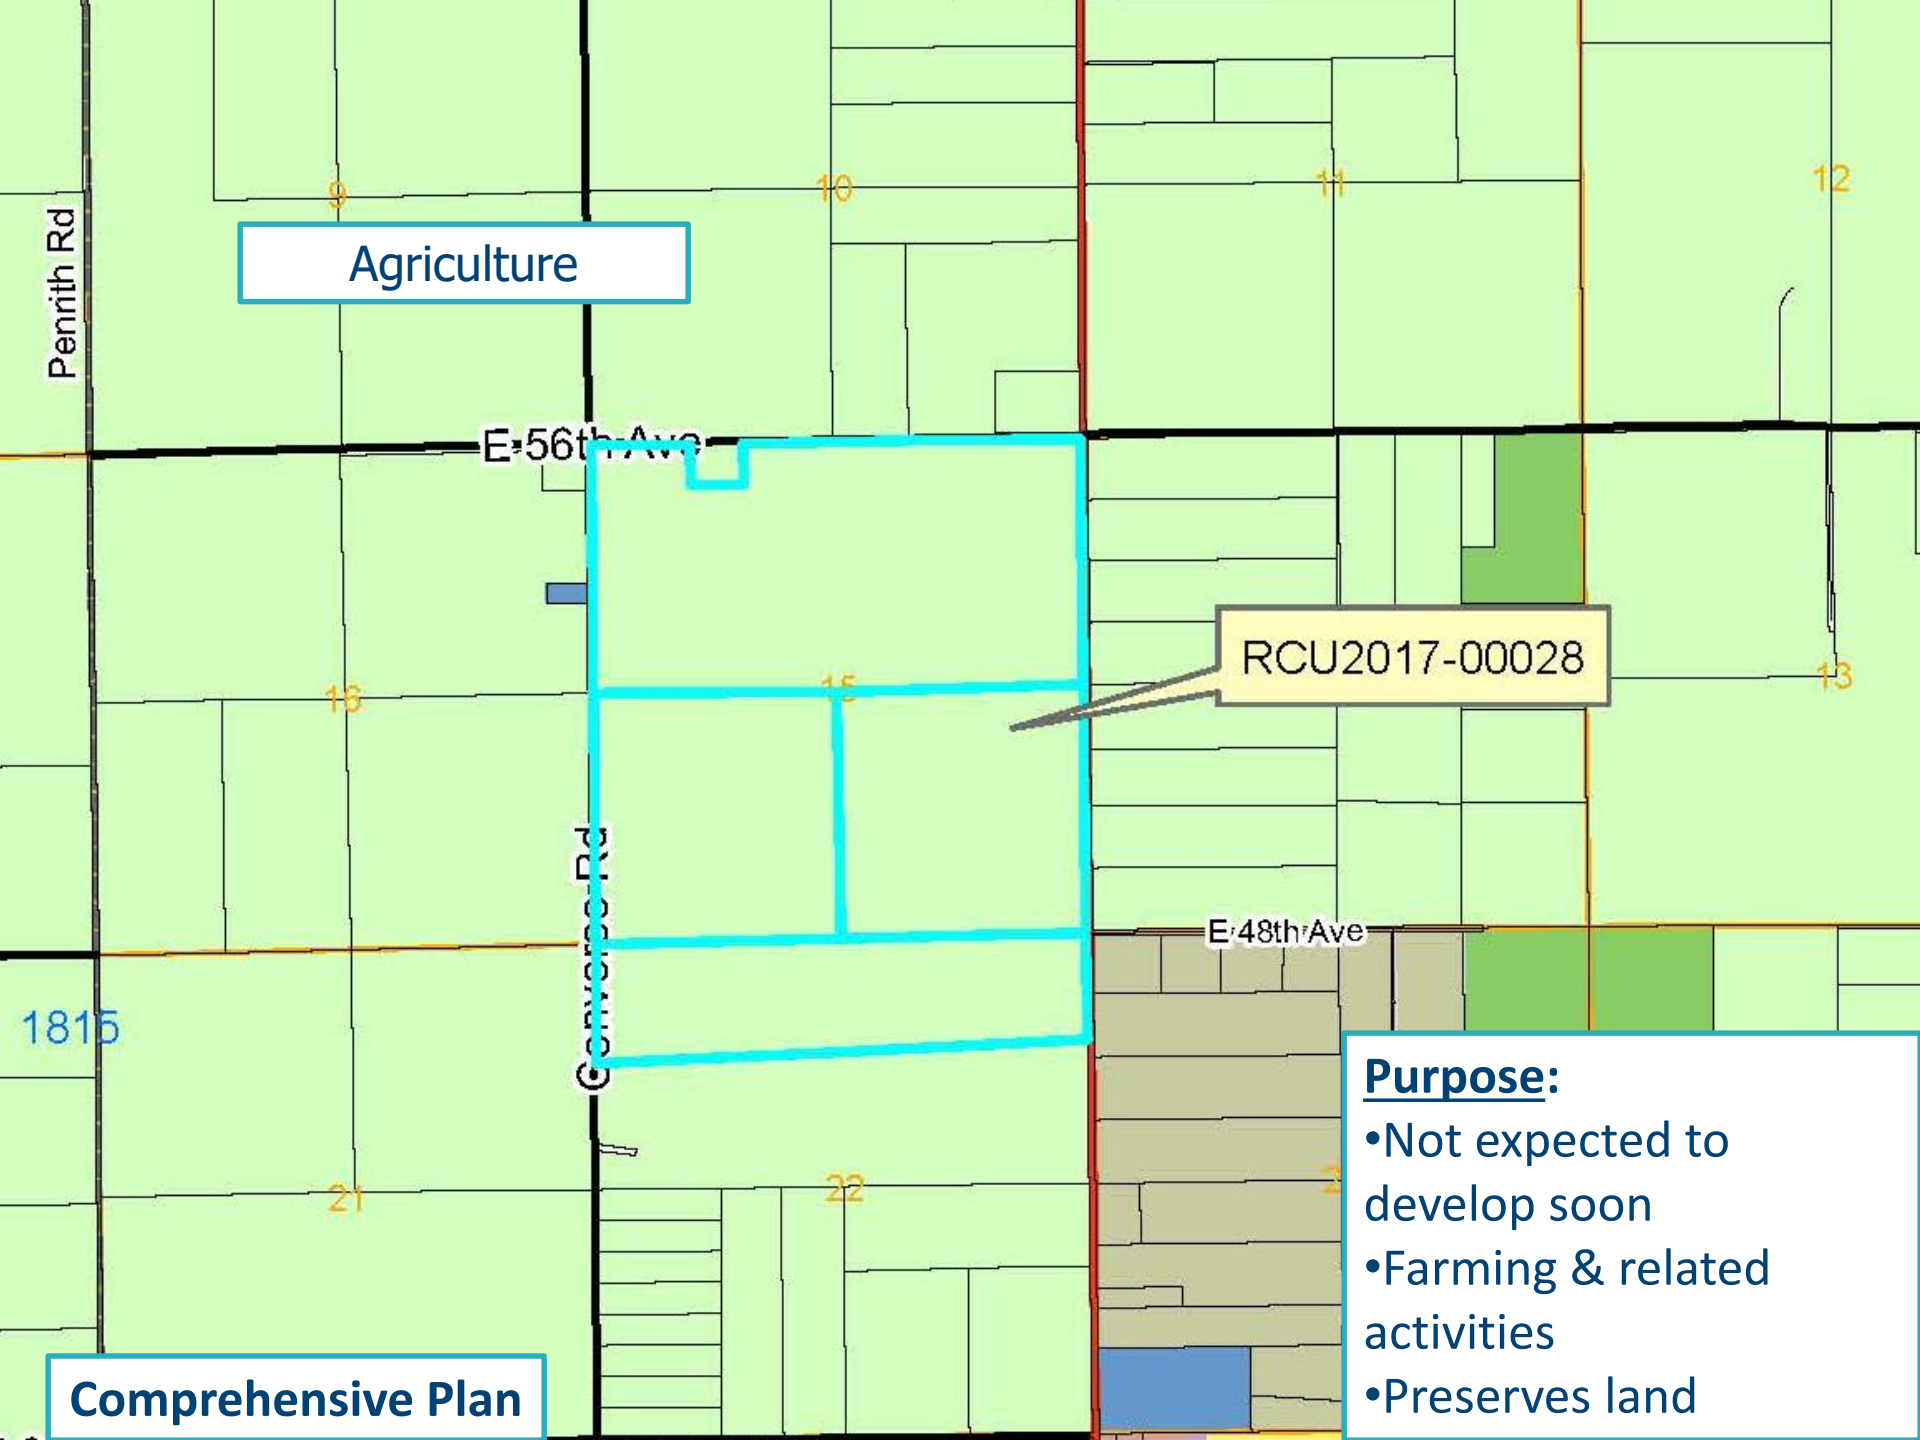 9
10
11
12
Penrith Rd
Agriculture
E 56th Ave
RCU2017-00028
16
15
13
Converse Rd
E 48th Ave
1815
Purpose:
•Not expected to
develop soon
•Farming & related
activities
•Preserves land
21
22
Comprehensive Plan